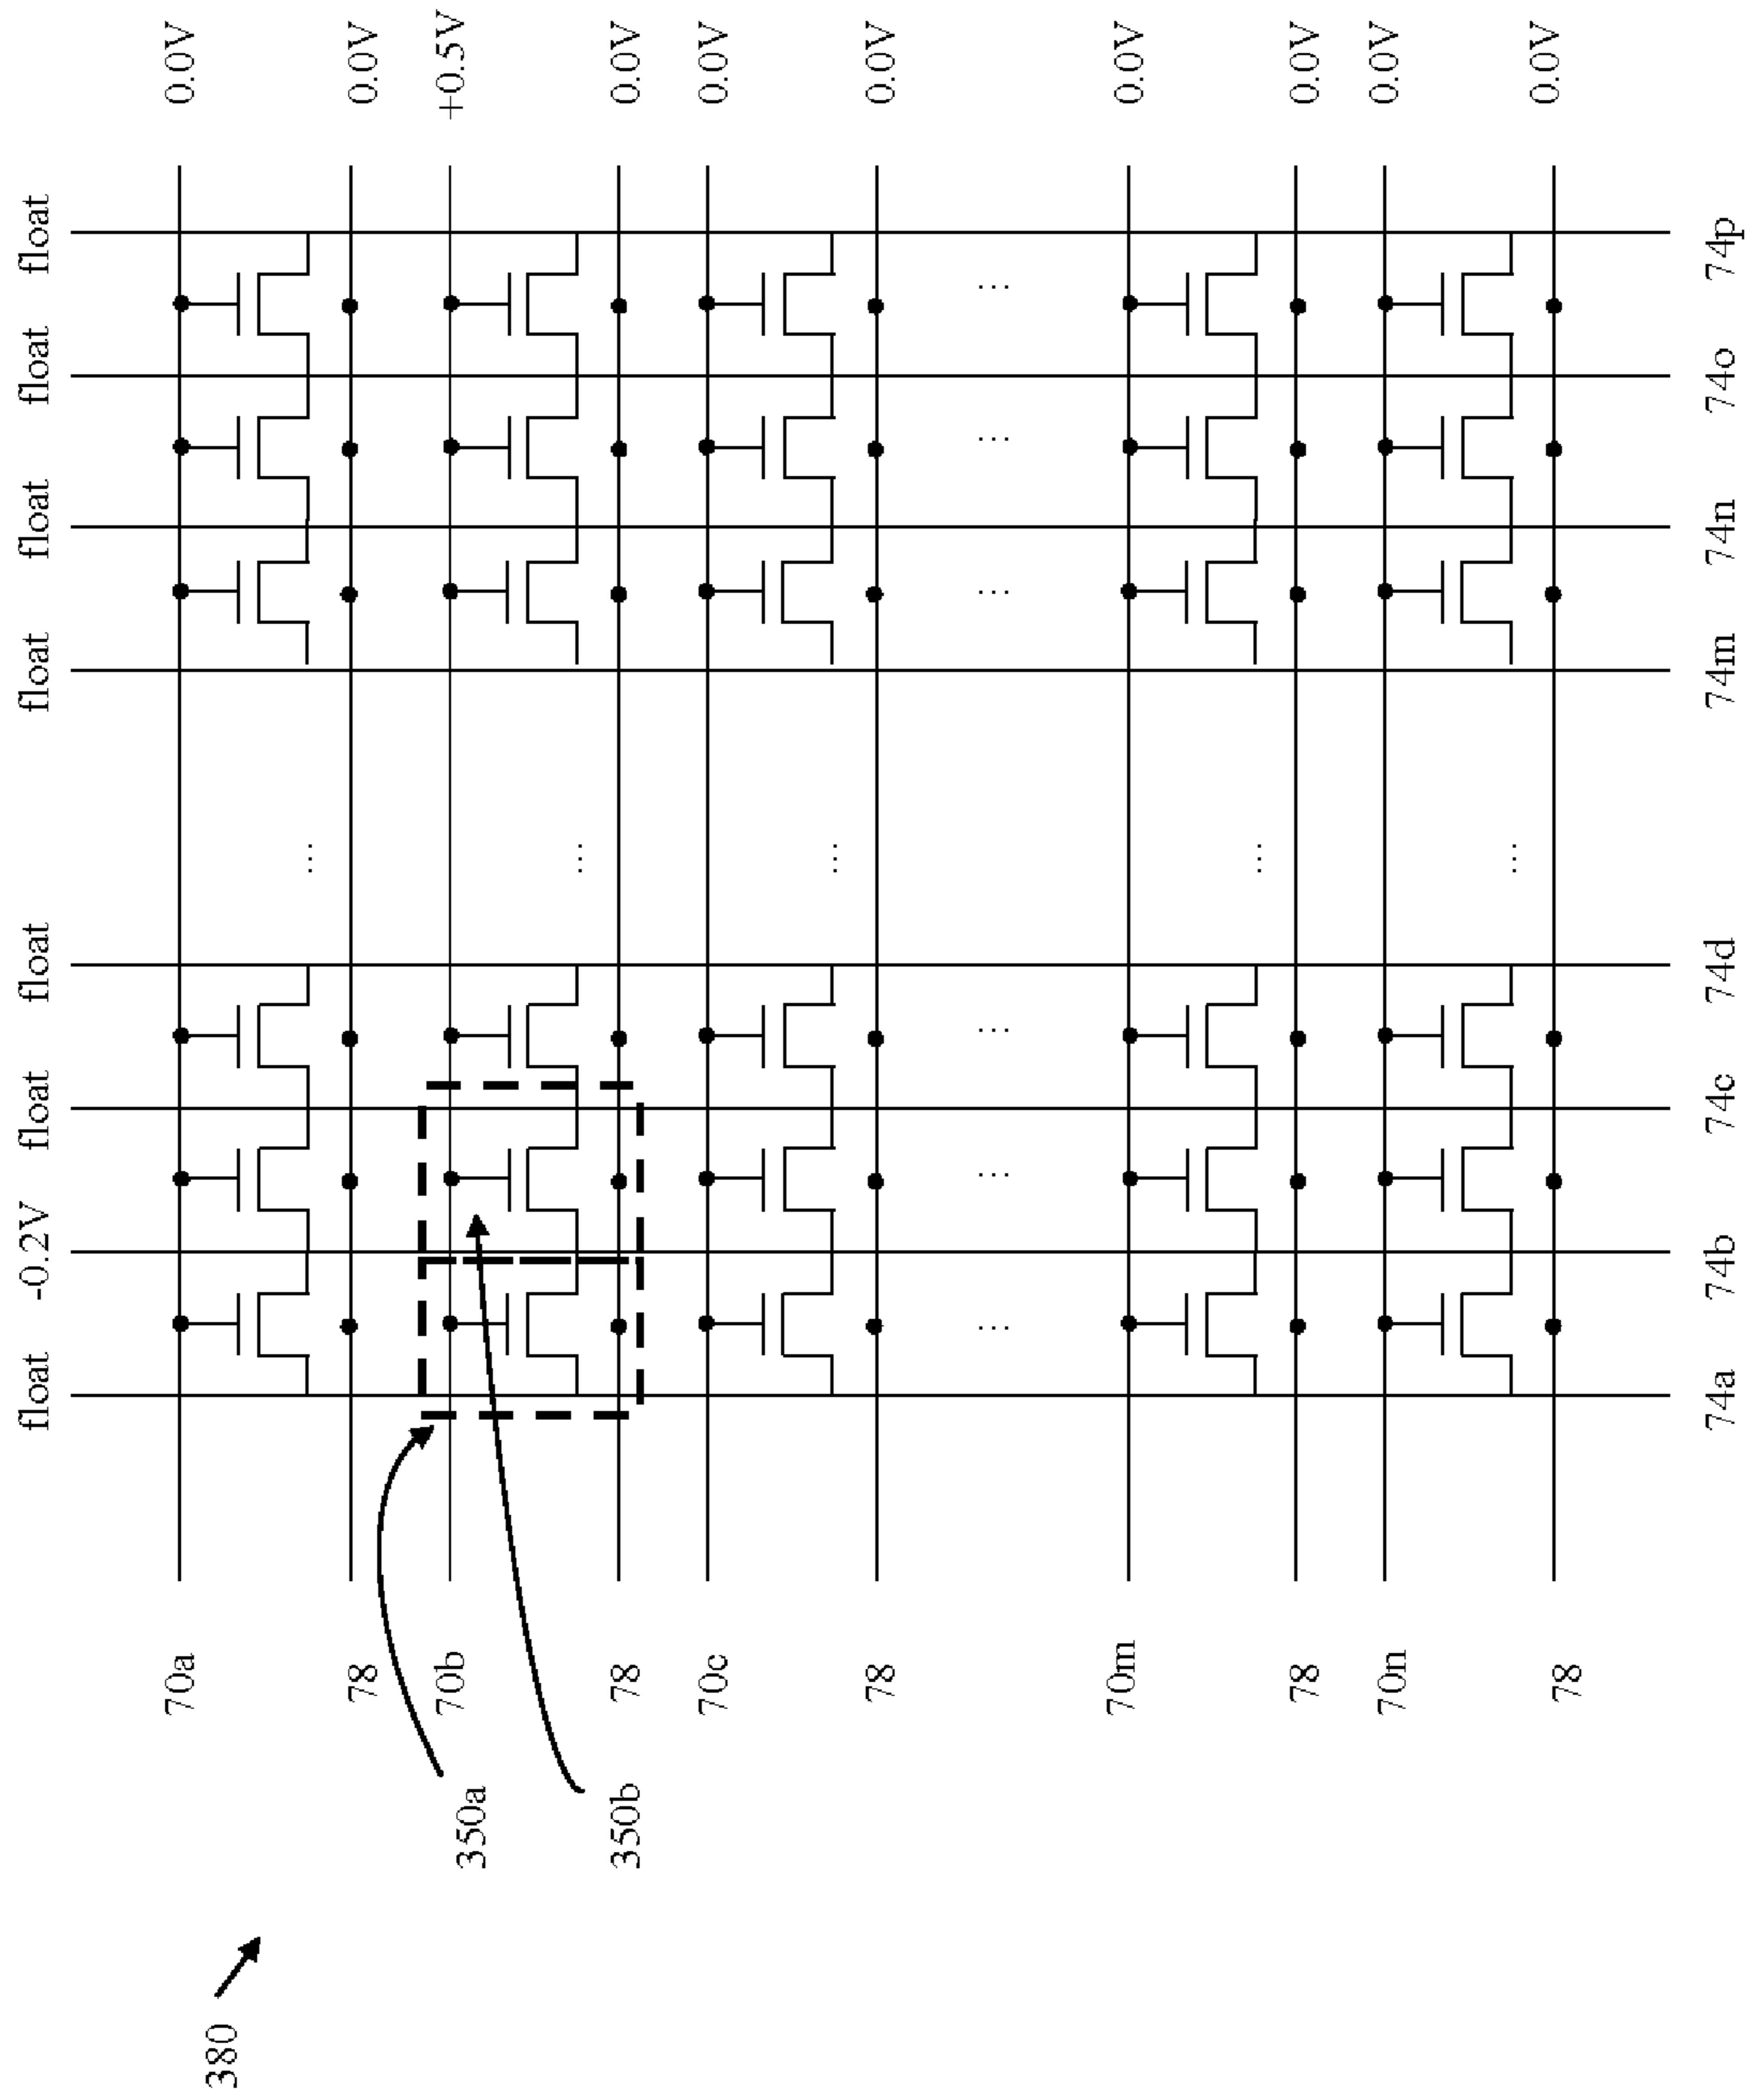 float -0.2V float float float float float float
70a 0.0V
380
78 0.0V
70b +0.5V
350a
78 0.0V
350b
70c 0.0V
78 0.0V
70m 0.0V
78 0.0V
70n 0.0V
78 0.0V
74a 74b 74c 74d 74m 74n 74o 74p